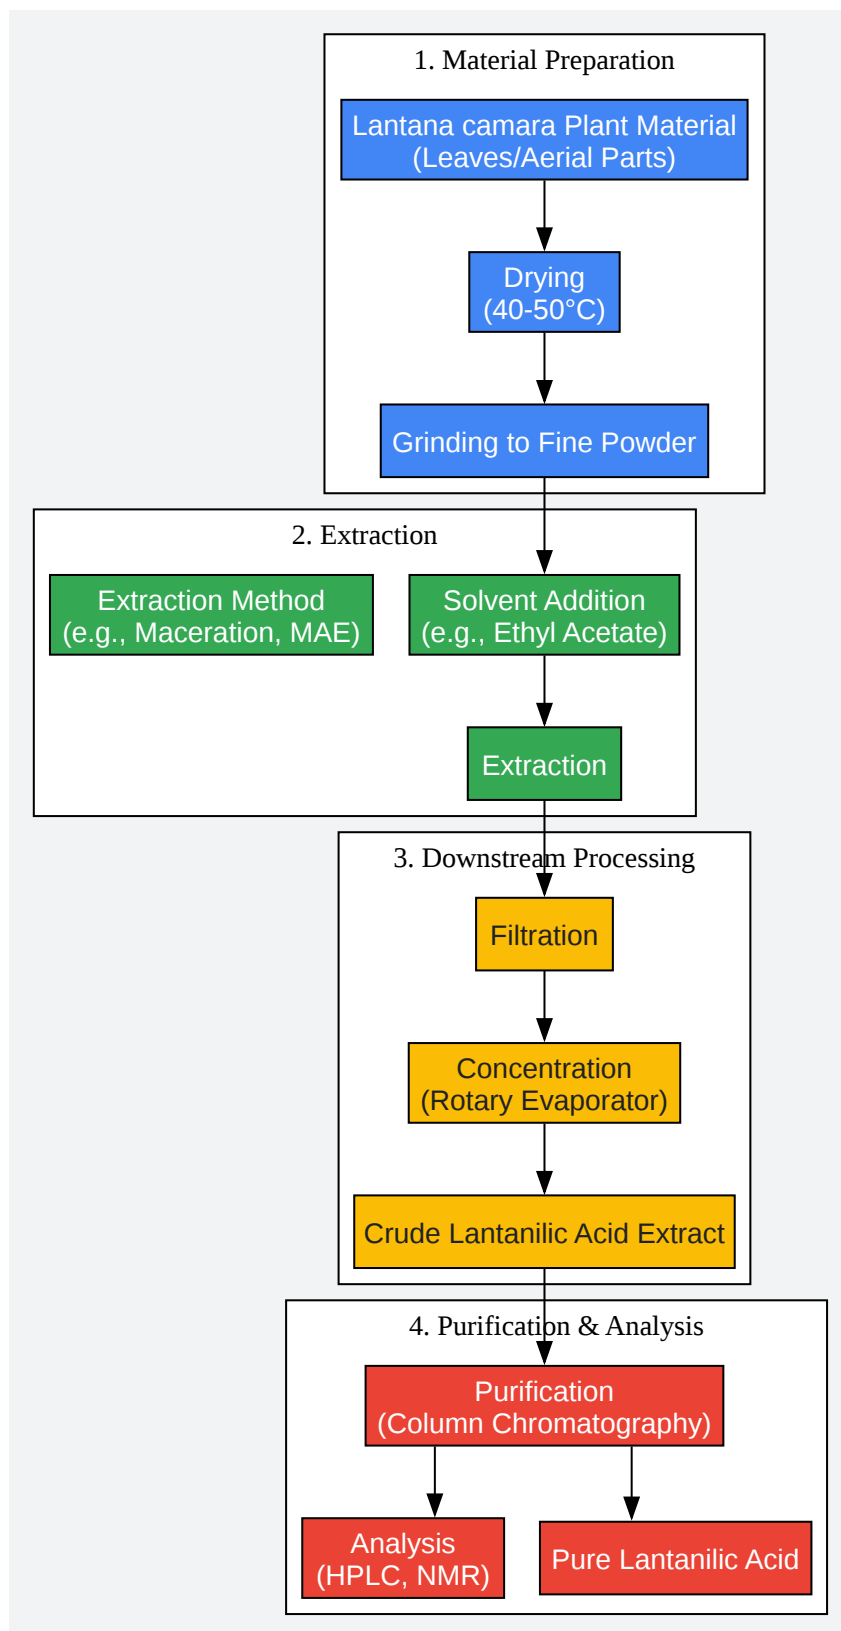 1. Material Preparation
Lantana camara Plant Material
(Leaves/Aerial Parts)
Drying
(40-50°C)
Grinding to Fine Powder
2. Extraction
Extraction Method
(e.g., Maceration, MAE)
Solvent Addition
(e.g., Ethyl Acetate)
Extraction
3. Downstream Processing
Filtration
Concentration
(Rotary Evaporator)
Crude Lantanilic Acid Extract
4. Purification & Analysis
Purification
(Column Chromatography)
Analysis
(HPLC, NMR)
Pure Lantanilic Acid